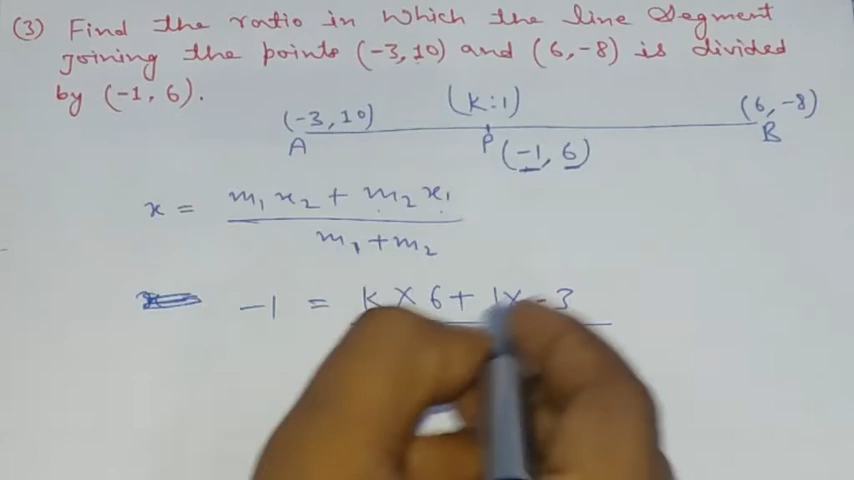 (3) Find the ratio in which the line segment
joining the points (-3, 10) and (6, -8) is divided
by (-1, 6).
(-3, 10) (K:1) (6, -8)
A P (-1, 6) B
x = m₁x₂ + m₂x₁
m₁ + m₂
-1 = K × 6 + 1× -3